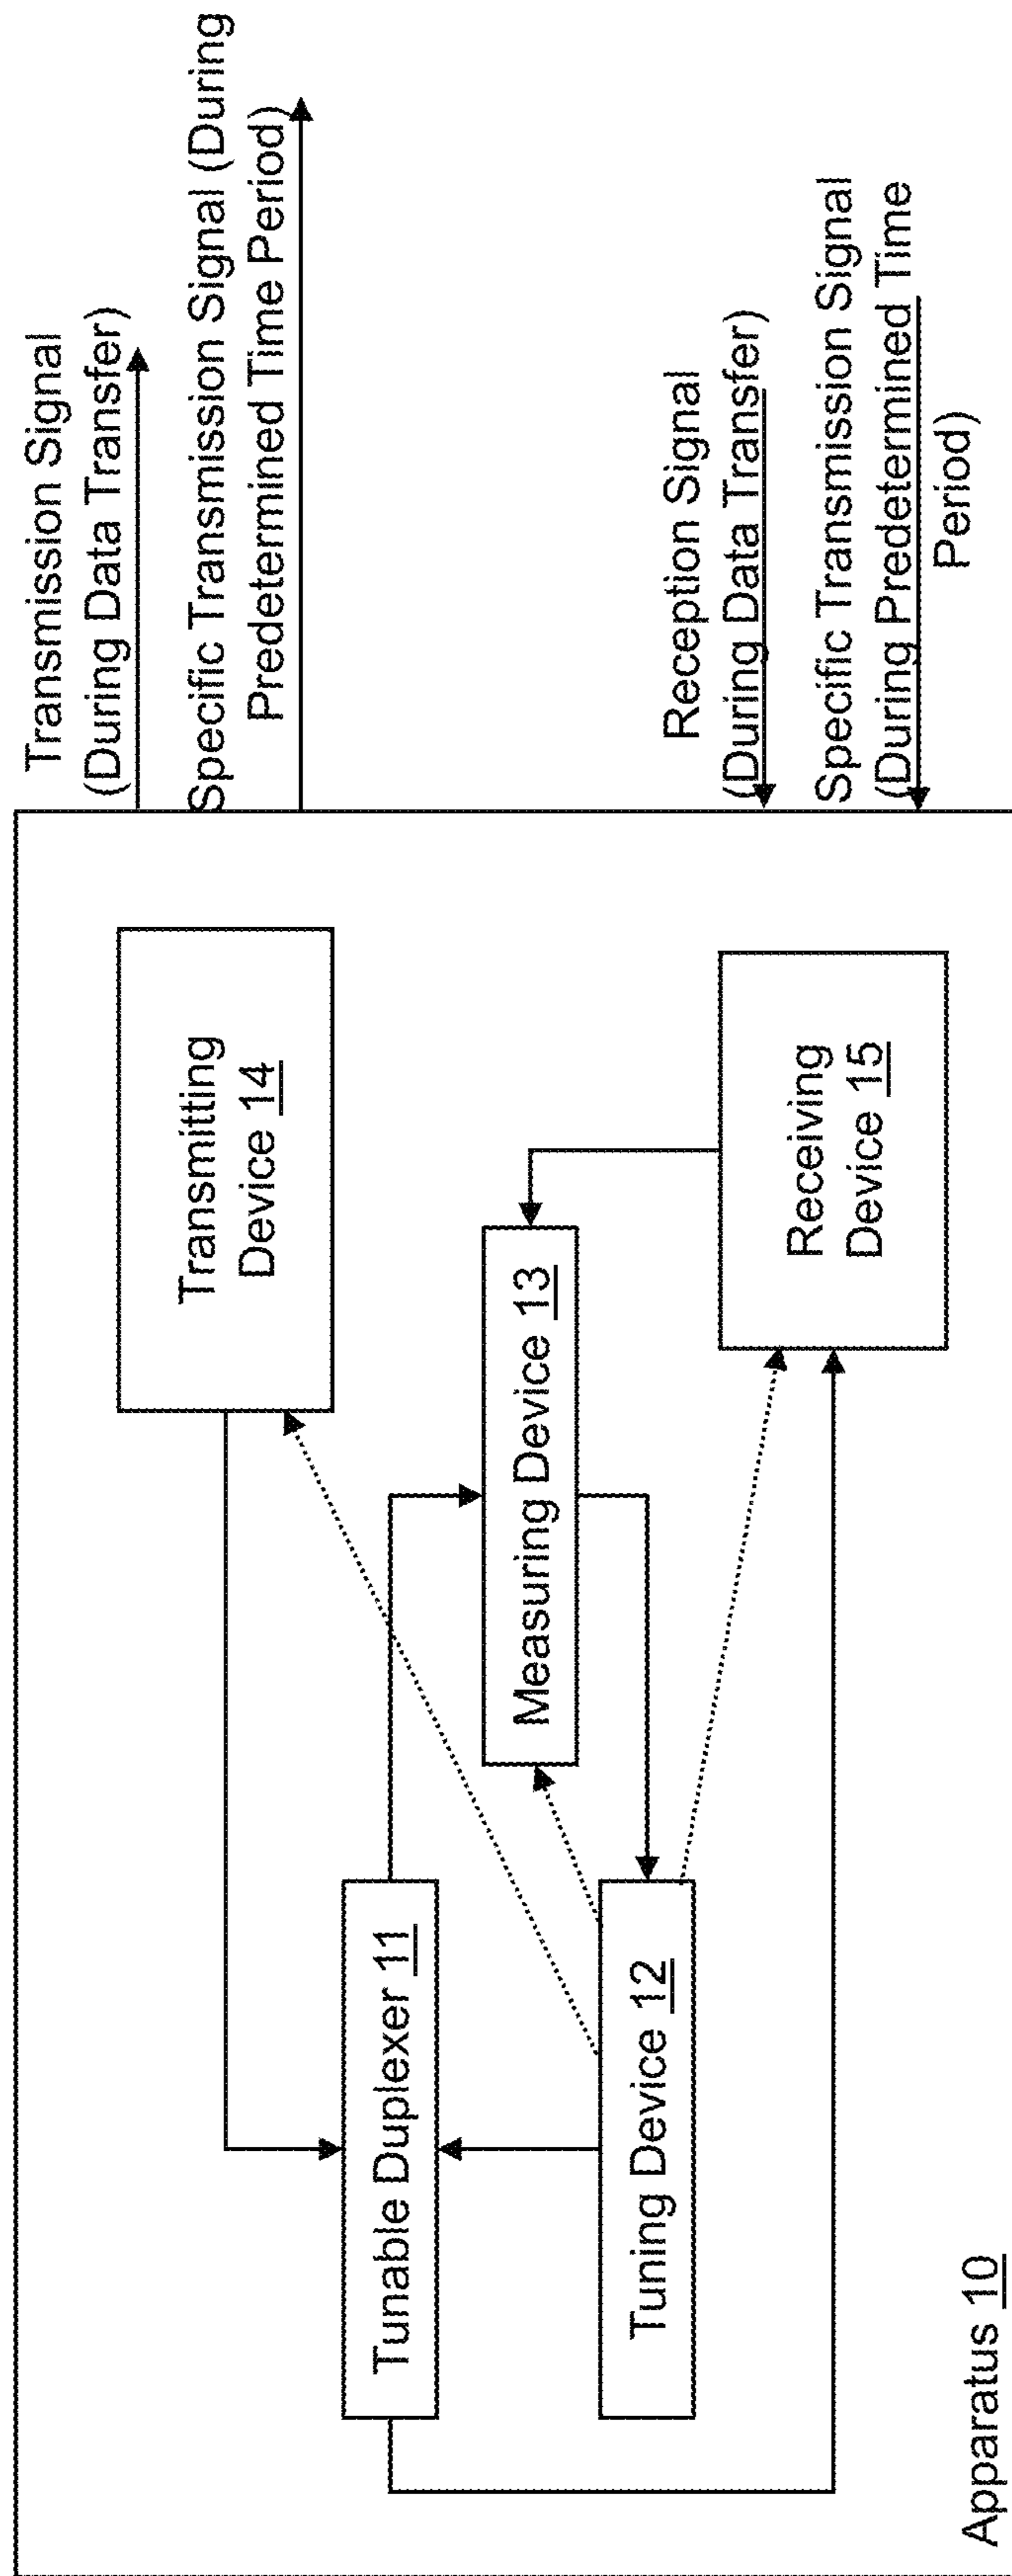 Transmission Signal
(During Data Transfer)
Specific Transmission Signal (During
Predetermined Time Period)
Transmitting
Device 14
Tunable Duplexer 11
Measuring Device 13
Tuning Device 12
Receiving
Device 15
Reception Signal
(During Data Transfer)
Specific Transmission Signal
(During Predetermined Time
Period)
Apparatus 10